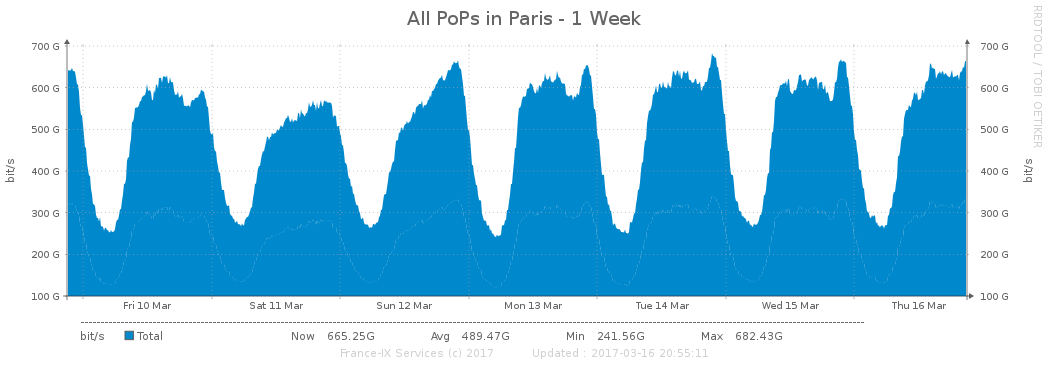 All PoPs in Paris - 1 Week
RRDTOOL / TOBI OETIKER
700 G 700 G
600 G 600 G
500 G 500 G
400 G 400 G
300 G 300 G
200 G 200 G
100 G 100 G
bit/s
bit/s
Fri 10 Mar Sat 11 Mar Sun 12 Mar Mon 13 Mar Tue 14 Mar Wed 15 Mar Thu 16 Mar
bit/s Total Now 665.25G Avg 489.47G Min 241.56G Max 682.43G
France-IX Services (c) 2017 Updated : 2017-03-16 20:55:11